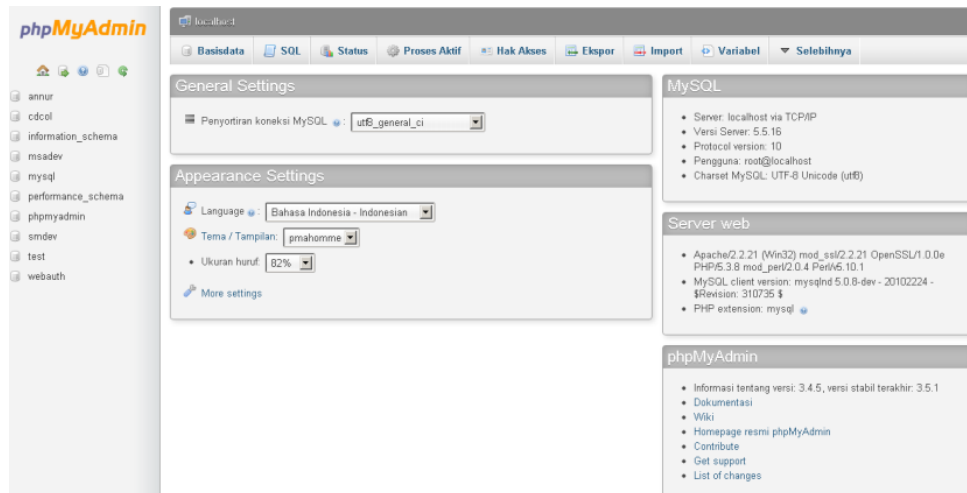 phpMyAdmin
localhost
Basisdata SQL Status Proses Aktif Hak Akses Ekspor Import Variabel Selebihnya
annur
cdcol
information_schema
msadev
mysql
performance_schema
phpmyadmin
smdev
test
webauth
General Settings
Penyortiran koneksi MySQL : utf8_general_ci
Appearance Settings
Language : Bahasa Indonesia - Indonesian
Tema / Tampilan: pmahomme
Ukuran huruf: 82%
More settings
MySQL
Server: localhost via TCP/IP
Versi Server: 5.5.16
Protocol version: 10
Pengguna: root@localhost
Charset MySQL: UTF-8 Unicode (utf8)
Server web
Apache/2.2.21 (Win32) mod_ssl/2.2.21 OpenSSL/1.0.0e
PHP/5.3.8 mod_perl/2.0.4 Perl/v5.10.1
MySQL client version: mysqlnd 5.0.8-dev - 20102224 -
$Revision: 310735 $
PHP extension: mysql
phpMyAdmin
Informasi tentang versi: 3.4.5, versi stabil terakhir: 3.5.1
Dokumentasi
Wiki
Homepage resmi phpMyAdmin
Contribute
Get support
List of changes